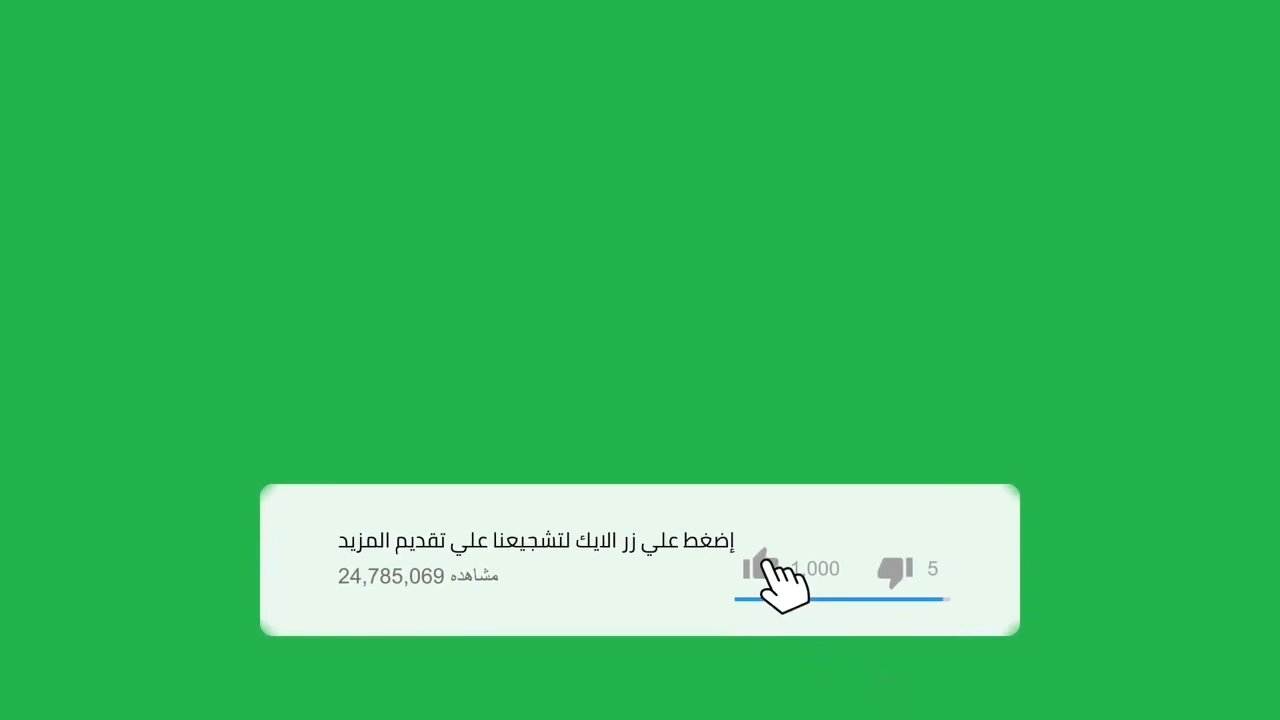 إضغط علي زر الايك لتشجيعنا علي تقديم المزيد
24,785,069 مشاهده
1,000
5